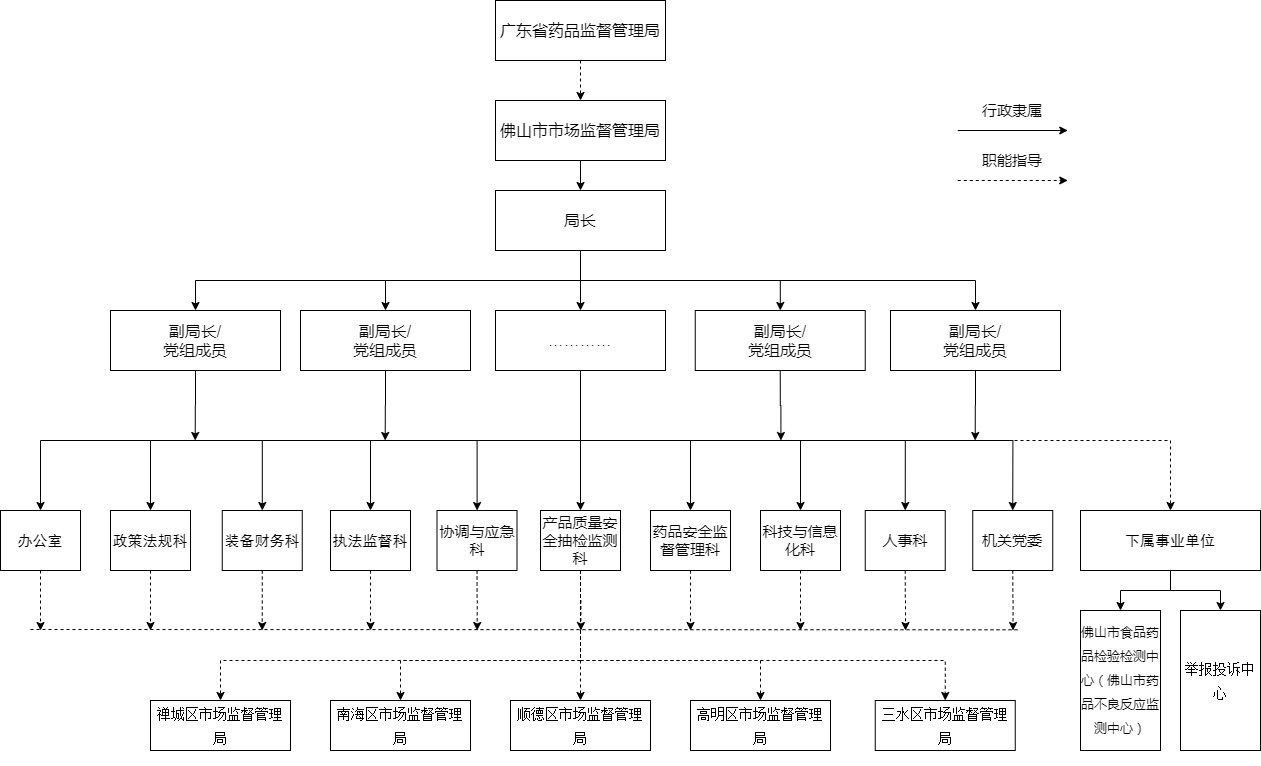 广东省药品监督管理局
佛山市市场监督管理局
行政隶属
职能指导
局长
副局长/
党组成员
副局长/
党组成员
…………
副局长/
党组成员
副局长/
党组成员
办公室
政策法规科
装备财务科
执法监督科
协调与应急
科
产品质量安
全抽检监测
科
药品安全监
督管理科
科技与信息
化科
人事科
机关党委
下属事业单位
佛山市食品药
品检验检测中
心（佛山市药
品不良反应监
测中心）
举报投诉中
心
禅城区市场监督管理
局
南海区市场监督管理
局
顺德区市场监督管理
局
高明区市场监督管理
局
三水区市场监督管理
局